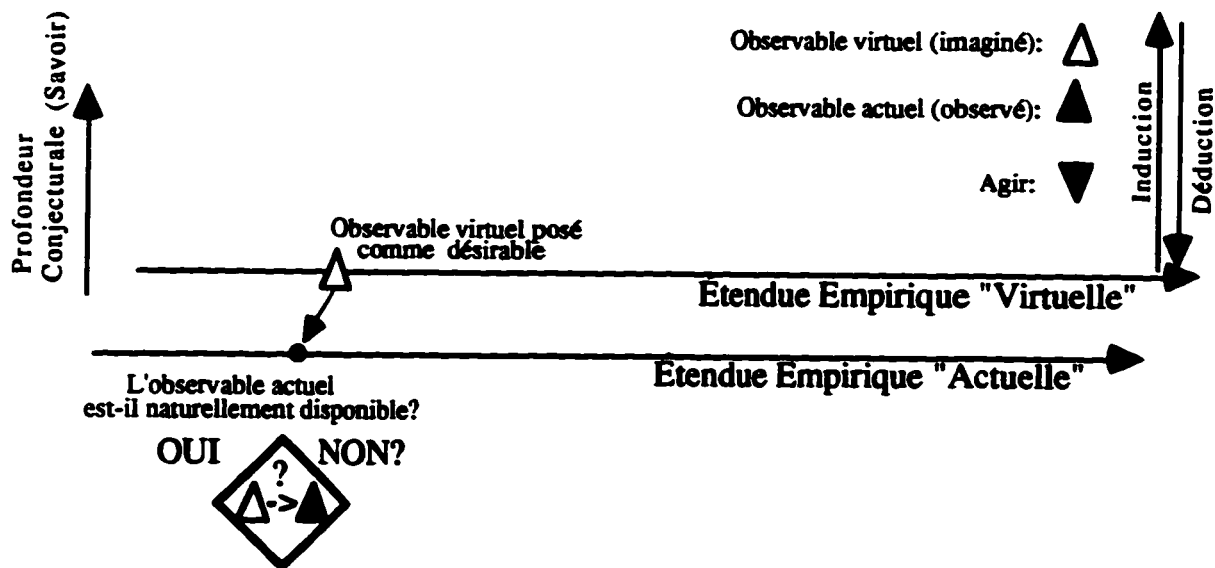 Observable virtuel (imaginé):
Observable actuel (observé):
Agir:
Induction
Déduction
Profondeur
Conjecturale (Savoir)
Observable virtuel posé
comme désirable
Étendue Empirique "Virtuelle"
Étendue Empirique "Actuelle"
L'observable actuel
est-il naturellement disponible?
OUI NON?
?
->